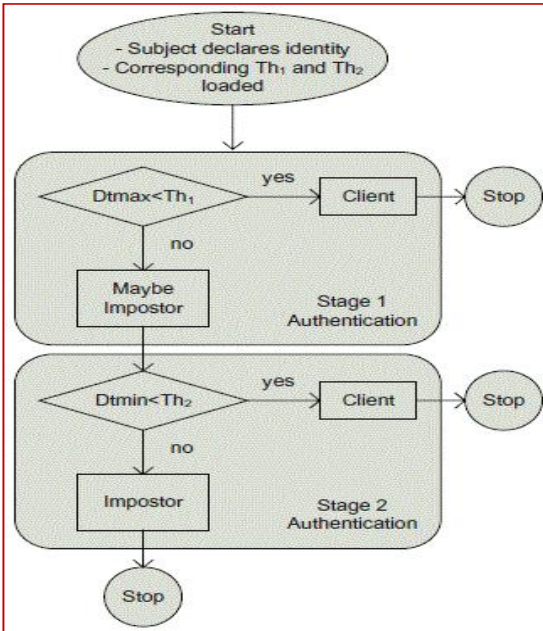 Start
- Subject declares identity
- Corresponding Th₁ and Th₂
loaded
Dtmax<Th₁
yes
Client
Stop
no
Maybe
Impostor
Stage 1
Authentication
Dtmin<Th₂
yes
Client
Stop
no
Impostor
Stage 2
Authentication
Stop